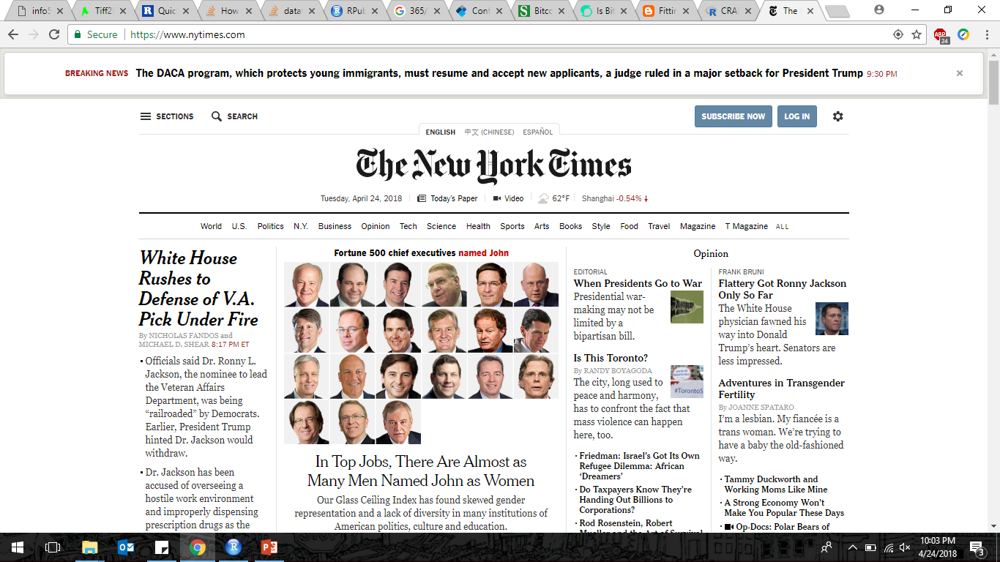 info5
Tiff2
Quic
How
data
RPub
365/
Conf
Bitco
Is Bit
Fittin
CRA
The
Secure https://www.nytimes.com
ABP
24
BREAKING NEWS The DACA program, which protects young immigrants, must resume and accept new applicants, a judge ruled in a major setback for President Trump 9:30 PM
SECTIONS SEARCH
SUBSCRIBE NOW LOG IN
ENGLISH 中文 (CHINESE) ESPAÑOL
The New York Times
Tuesday, April 24, 2018 Today's Paper Video 62°F Shanghai -0.54%
World U.S. Politics N.Y. Business Opinion Tech Science Health Sports Arts Books Style Food Travel Magazine T Magazine ALL
White House
Rushes to
Defense of V.A.
Pick Under Fire
By NICHOLAS FANDOS and
MICHAEL D. SHEAR 8:17 PM ET
• Officials said Dr. Ronny L.
Jackson, the nominee to lead
the Veteran Affairs
Department, was being
“railroaded” by Democrats.
Earlier, President Trump
hinted Dr. Jackson would
withdraw.
• Dr. Jackson has been
accused of overseeing a
hostile work environment
and improperly dispensing
prescription drugs as the
Fortune 500 chief executives named John
In Top Jobs, There Are Almost as
Many Men Named John as Women
Our Glass Ceiling Index has found skewed gender
representation and a lack of diversity in many institutions of
American politics, culture and education.
Opinion
EDITORIAL
When Presidents Go to War
Presidential war-
making may not be
limited by a
bipartisan bill.
Is This Toronto?
By RANDY BOYAGODA
The city, long used to
peace and harmony,
has to confront the fact that
mass violence can happen
here, too.
#TorontoS
• Friedman: Israel's Got Its Own
Refugee Dilemma: African
‘Dreamers’
• Do Taxpayers Know They're
Handing Out Billions to
Corporations?
• Rod Rosenstein, Robert
Mueller and the Art of Survival
FRANK BRUNI
Flattery Got Ronny Jackson
Only So Far
The White House
physician fawned his
way into Donald
Trump's heart. Senators are
less impressed.
Adventures in Transgender
Fertility
By JOANNE SPATARO
I'm a lesbian. My fiancée is a
trans woman. We're trying to
have a baby the old-fashioned
way.
• Tammy Duckworth and
Working Moms Like Mine
• A Strong Economy Won't
Make You Popular These Days
• Op-Docs: Polar Bears of
10:03 PM
4/24/2018
3